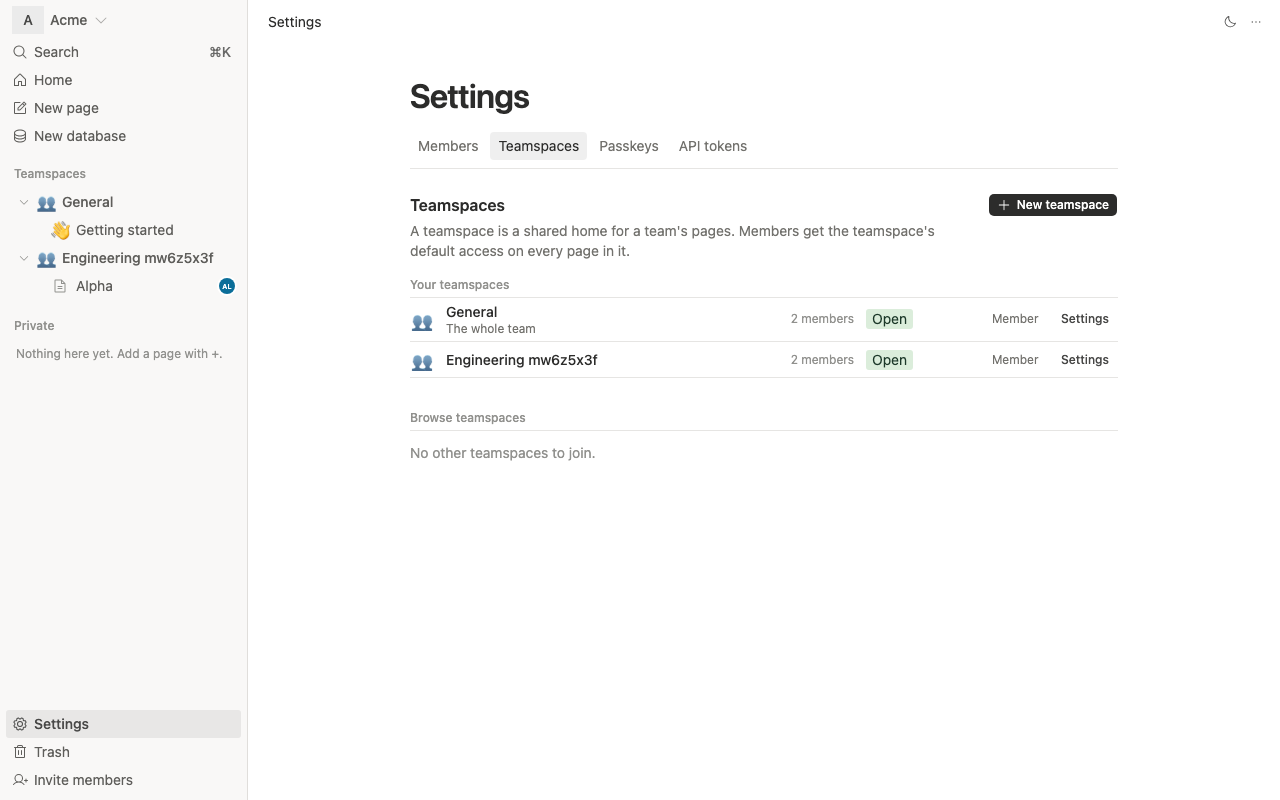 A Acme
Search ⌘K
Home
New page
New database
Teamspaces
General
Getting started
Engineering mw6z5x3f
Alpha AL
Private
Nothing here yet. Add a page with +.
Settings
Trash
Invite members
Settings
Settings
Members Teamspaces Passkeys API tokens
Teamspaces
New teamspace
A teamspace is a shared home for a team's pages. Members get the teamspace's
default access on every page in it.
Your teamspaces
General
The whole team
2 members Open Member Settings
Engineering mw6z5x3f 2 members Open Member Settings
Browse teamspaces
No other teamspaces to join.